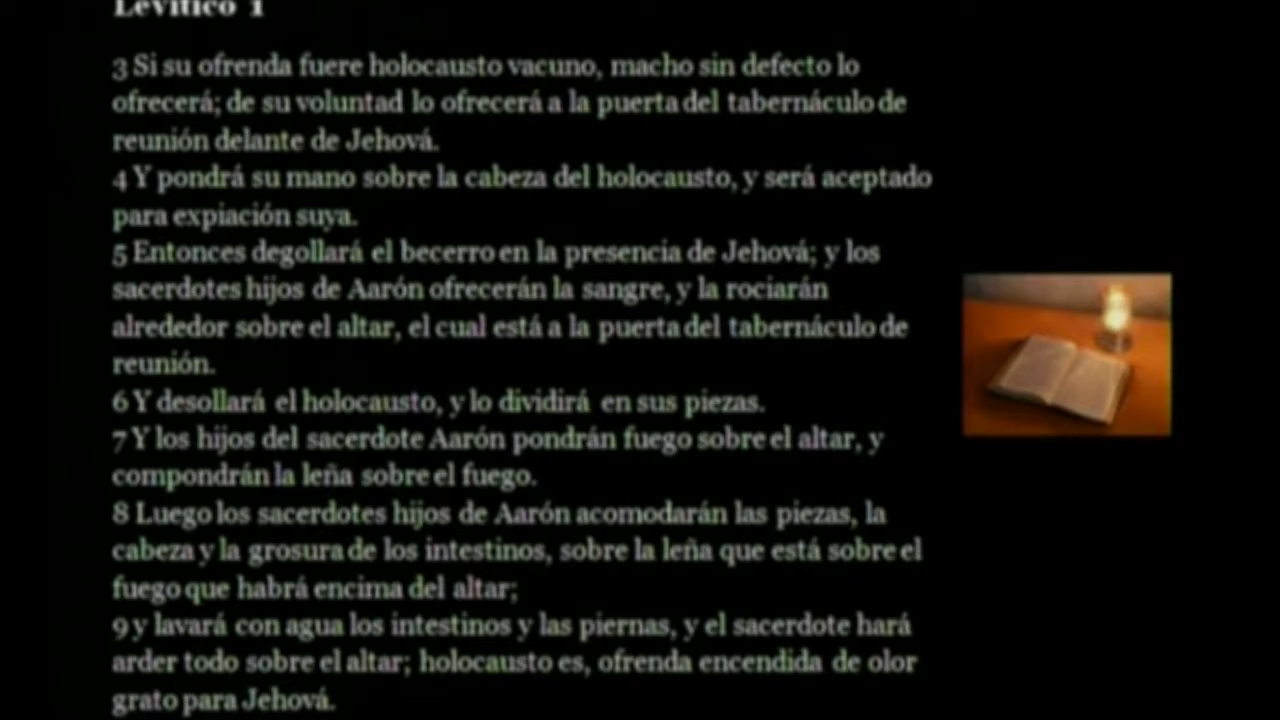 Levítico 1
3 Si su ofrenda fuere holocausto vacuno, macho sin defecto lo
ofrecerá; de su voluntad lo ofrecerá a la puerta del tabernáculo de
reunión delante de Jehová.
4 Y pondrá su mano sobre la cabeza del holocausto, y será aceptado
para expiación suya.
5 Entonces degollará el becerro en la presencia de Jehová; y los
sacerdotes hijos de Aarón ofrecerán la sangre, y la rociarán
alrededor sobre el altar, el cual está a la puerta del tabernáculo de
reunión.
6 Y desollará el holocausto, y lo dividirá en sus piezas.
7 Y los hijos del sacerdote Aarón pondrán fuego sobre el altar, y
compondrán la leña sobre el fuego.
8 Luego los sacerdotes hijos de Aarón acomodarán las piezas, la
cabeza y la grosura de los intestinos, sobre la leña que está sobre el
fuego que habrá encima del altar;
9 y lavará con agua los intestinos y las piernas, y el sacerdote hará
arder todo sobre el altar; holocausto es, ofrenda encendida de olor
grato para Jehová.